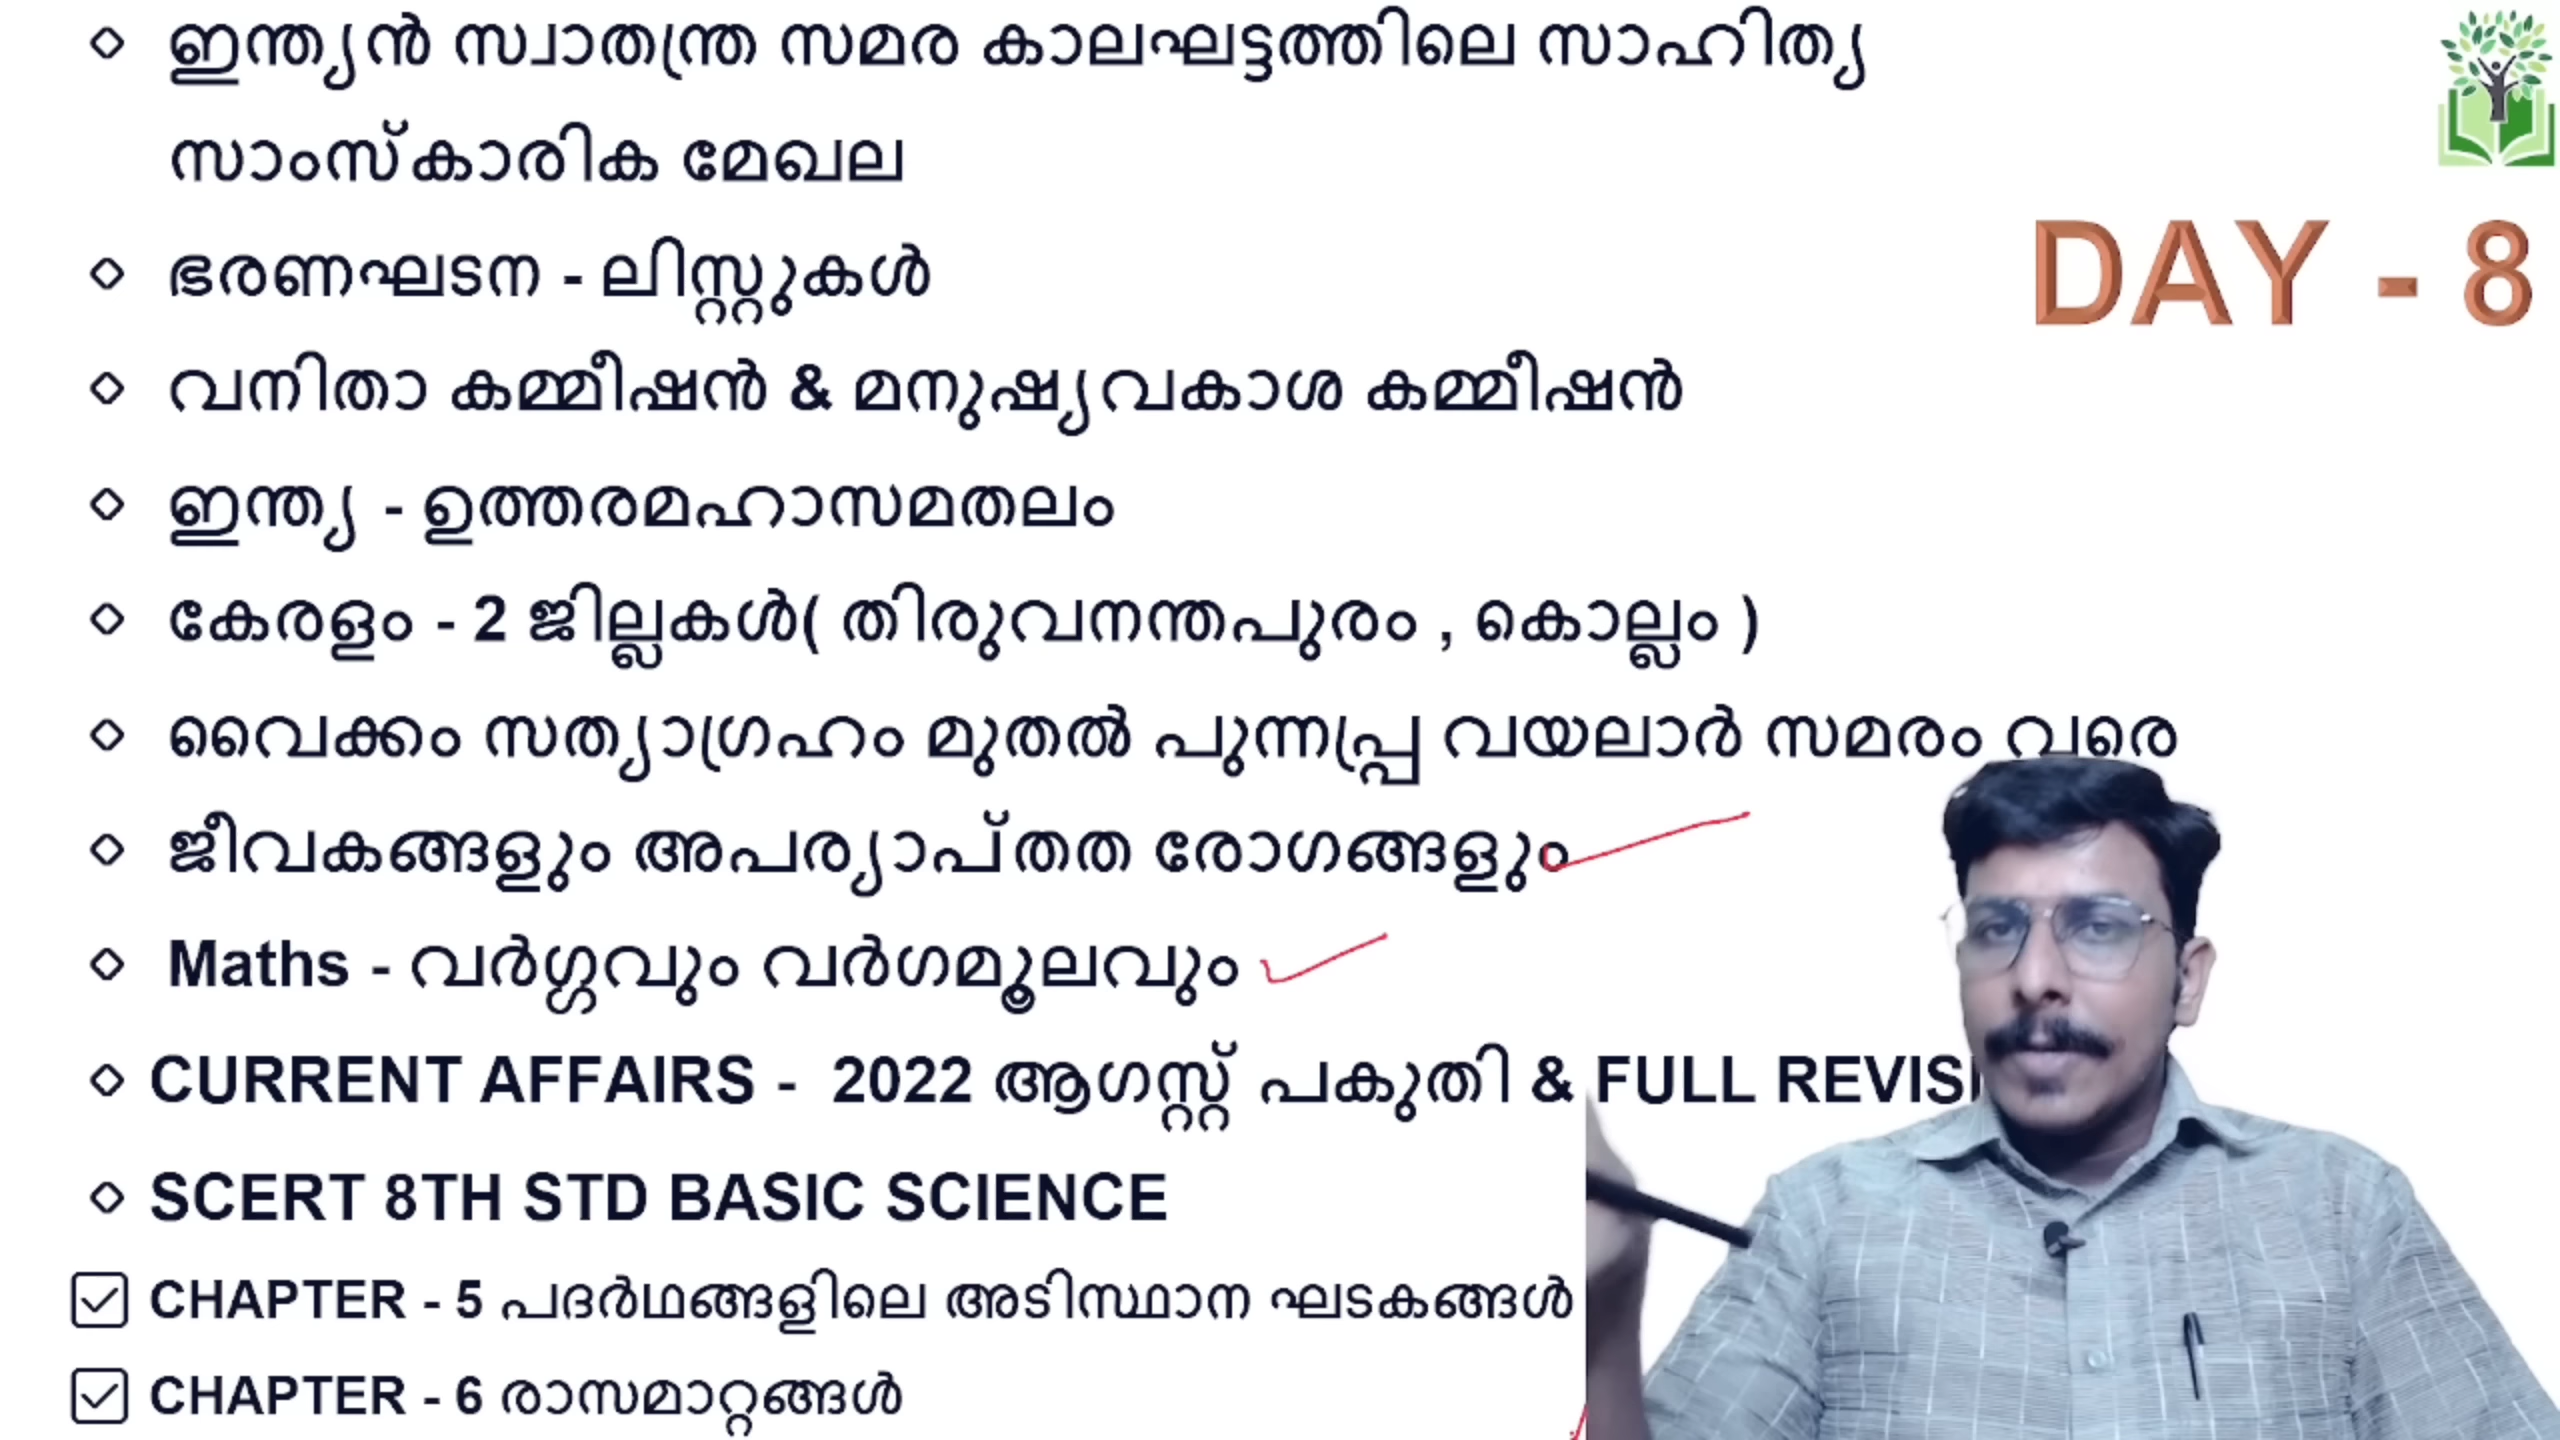 ഇന്ത്യൻ സ്വാതന്ത്ര സമര കാലഘട്ടത്തിലെ സാഹിത്യ
സാംസ്കാരിക മേഖല
ഭരണഘടന - ലിസ്റ്റുകൾ
DAY - 8
വനിതാ കമ്മീഷൻ & മനുഷ്യവകാശ കമ്മീഷൻ
ഇന്ത്യ - ഉത്തരമഹാസമതലം
കേരളം - 2 ജില്ലകൾ( തിരുവനന്തപുരം , കൊല്ലം )
വൈക്കം സത്യാഗ്രഹം മുതൽ പുന്നപ്പ്ര വയലാർ സമരം വരെ
ജീവകങ്ങളും അപര്യാപ്തത രോഗങ്ങളും
Maths - വർഗ്ഗവും വർഗമൂലവും
CURRENT AFFAIRS - 2022 ആഗസ്റ്റ് പകുതി & FULL
SCERT 8TH STD BASIC SCIENCE
CHAPTER - 5 പദർഥങ്ങളിലെ അടിസ്ഥാന ഘടകങ്ങൾ
CHAPTER - 6 രാസമാറ്റങ്ങൾ